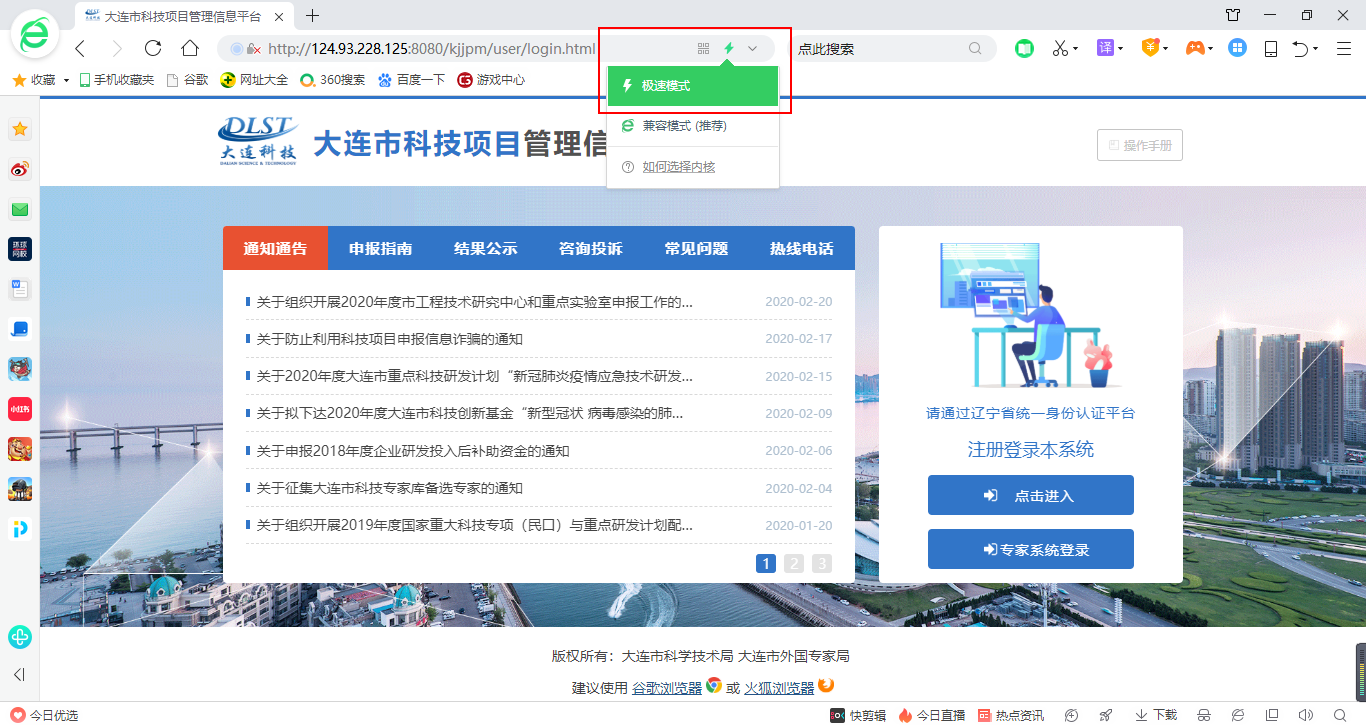 大连市科技项目管理信息平台
http://124.93.228.125:8080/kjjpm/user/login.html
点此搜索
译
收藏
手机收藏夹
谷歌
网址大全
360搜索
百度一下
游戏中心
极速模式
兼容模式 (推荐)
如何选择内核
DLST
大连科技
DALIAN SCIENCE & TECHNOLOGY
大连市科技项目管理信
操作手册
通知通告 申报指南 结果公示 咨询投诉 常见问题 热线电话
关于组织开展2020年度市工程技术研究中心和重点实验室申报工作的... 2020-02-20
关于防止利用科技项目申报信息诈骗的通知 2020-02-17
关于2020年度大连市重点科技研发计划“新冠肺炎疫情应急技术研发... 2020-02-15
关于拟下达2020年度大连市科技创新基金“新型冠状 病毒感染的肺... 2020-02-09
关于申报2018年度企业研发投入后补助资金的通知 2020-02-06
关于征集大连市科技专家库备选专家的通知 2020-02-04
关于组织开展2019年度国家重大科技专项（民口）与重点研发计划配... 2020-01-20
1 2 3
请通过辽宁省统一身份认证平台
注册登录本系统
点击进入
专家系统登录
版权所有：大连市科学技术局 大连市外国专家局
建议使用 谷歌浏览器 或 火狐浏览器
今日优选
快剪辑
今日直播
热点资讯
下载